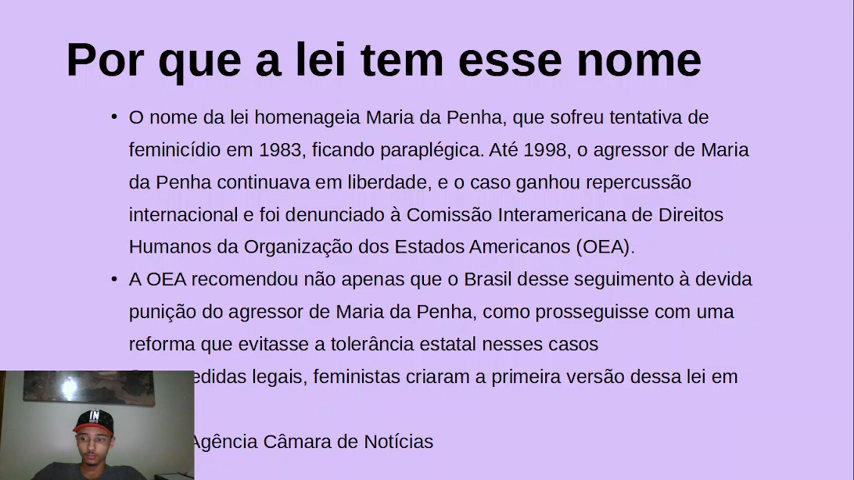 Por que a lei tem esse nome
• O nome da lei homenageia Maria da Penha, que sofreu tentativa de
feminicídio em 1983, ficando paraplégica. Até 1998, o agressor de Maria
da Penha continuava em liberdade, e o caso ganhou repercussão
internacional e foi denunciado à Comissão Interamericana de Direitos
Humanos da Organização dos Estados Americanos (OEA).
• A OEA recomendou não apenas que o Brasil desse seguimento à devida
punição do agressor de Maria da Penha, como prosseguisse com uma
reforma que evitasse a tolerância estatal nesses casos
legais, feministas criaram a primeira versão dessa lei em
Agência Câmara de Notícias
IN